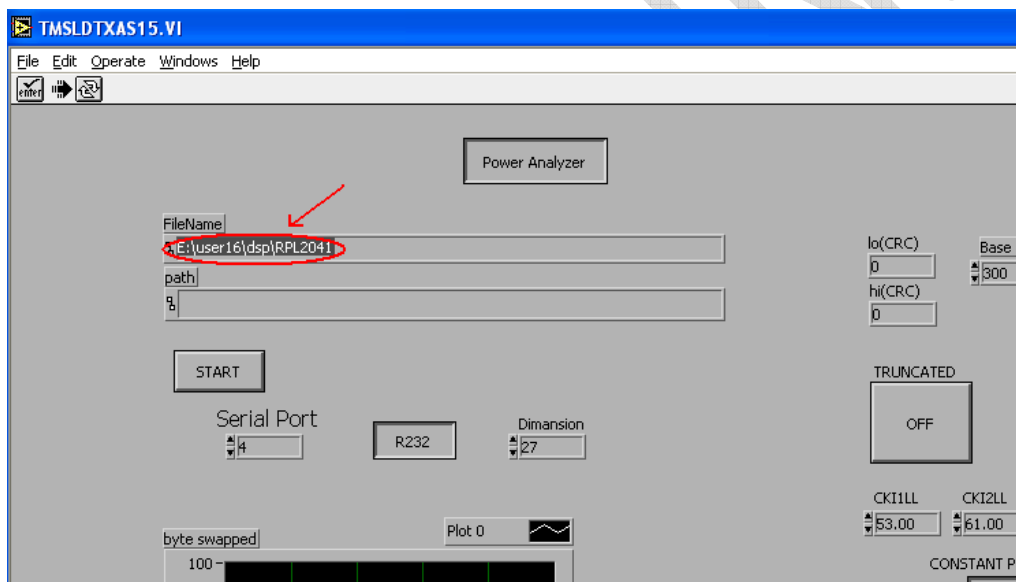 TMSLDTXAS15.VI
File Edit Operate Windows Help
enter
Power Analyzer
FileName
E:\user16\dsp\RPL2041
path
lo(CRC)
0
hi(CRC)
0
Base
300
START
TRUNCATED
OFF
Serial Port
4
R232
Dimansion
27
CKI1LL
53.00
CKI2LL
61.00
byte swapped
Plot 0
100
CONSTANT P